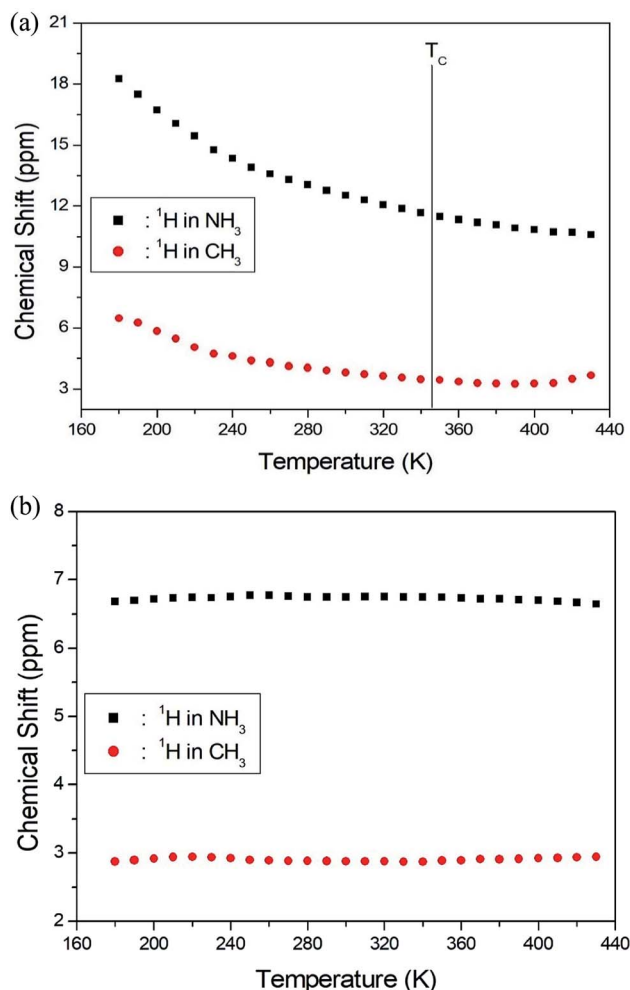 (a)
21
18
15
12
9
6
3
Chemical Shift (ppm)
T_C
■ : ¹H in NH₃
● : ¹H in CH₃
160 200 240 280 320 360 400 440
Temperature (K)
(b)
8
7
6
5
4
3
2
Chemical Shift (ppm)
■ : ¹H in NH₃
● : ¹H in CH₃
160 200 240 280 320 360 400 440
Temperature (K)